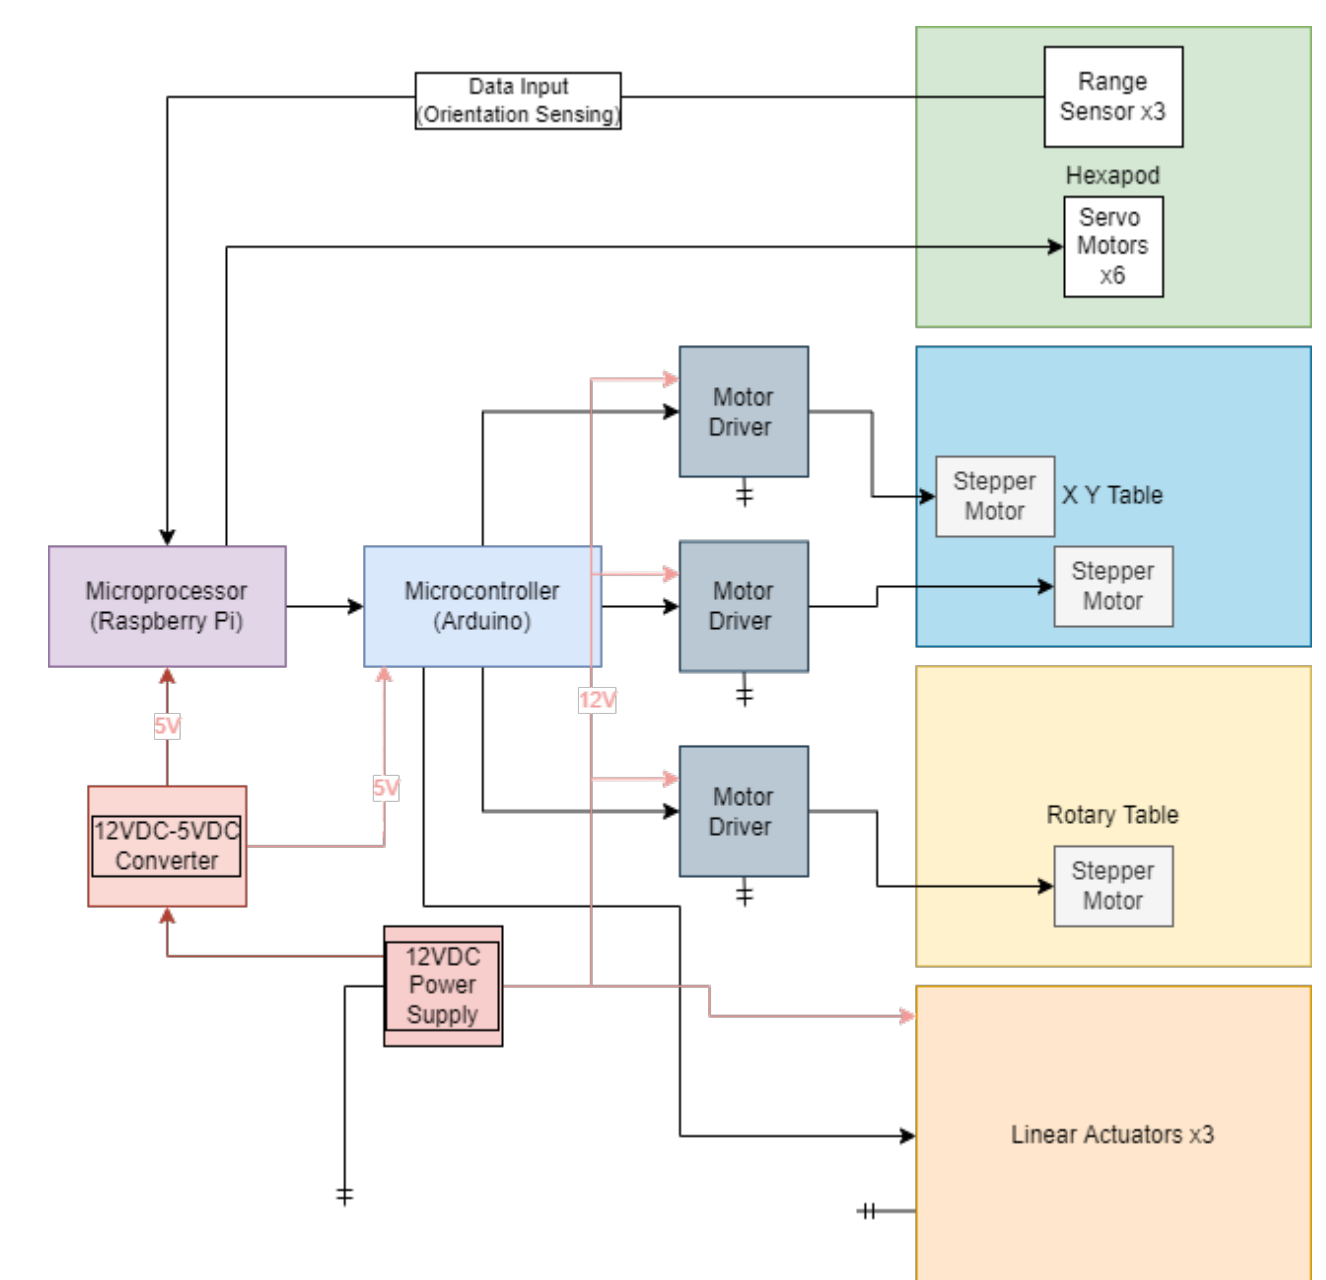 Data Input
(Orientation Sensing)
Range
Sensor x3
Hexapod
Servo
Motors
x6
Motor
Driver
Stepper
Motor
X Y Table
Microprocessor
(Raspberry Pi)
Microcontroller
(Arduino)
Motor
Driver
Stepper
Motor
12V
5V
5V
Motor
Driver
Rotary Table
Stepper
Motor
12VDC-5VDC
Converter
12VDC
Power
Supply
Linear Actuators x3